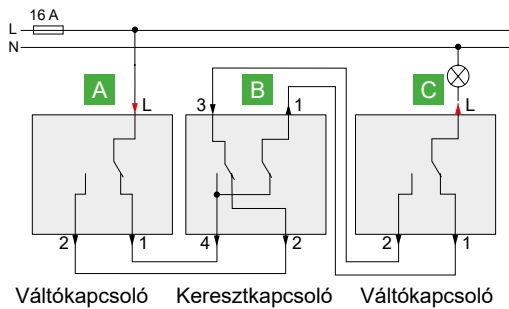 L 16 A
N
A B C
L 3 1 L
2 1 4 2 2 1
Váltókapcsoló Keresztkapcsoló Váltókapcsoló